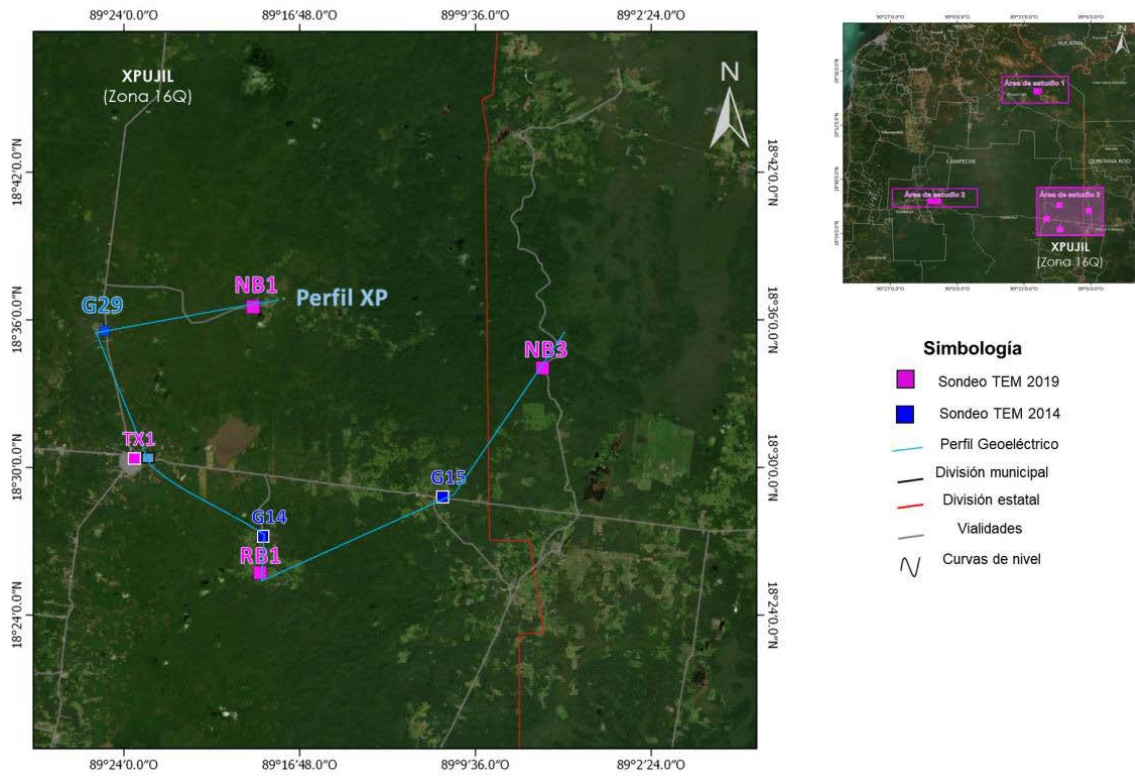 89°24'0.0"O
89°16'48.0"O
89°9'36.0"O
89°2'24.0"O
XPUJIL
(Zona 16Q)
N
18°42'0.0"N
18°42'0.0"N
NB1
Perfil XP
G29
18°36'0.0"N
18°36'0.0"N
NB3
TX1
18°30'0.0"N
18°30'0.0"N
G15
G14
RB1
18°24'0.0"N
18°24'0.0"N
89°24'0.0"O
89°16'48.0"O
89°9'36.0"O
89°2'24.0"O
N
YUCATÁN
Área de estudio 1
CAMPECHE
QUINTANA ROO
Área de estudio 2
Área de estudio 3
XPUJIL
(Zona 16Q)
Simbología
Sondeo TEM 2019
Sondeo TEM 2014
Perfil Geoeléctrico
División municipal
División estatal
Vialidades
Curvas de nivel